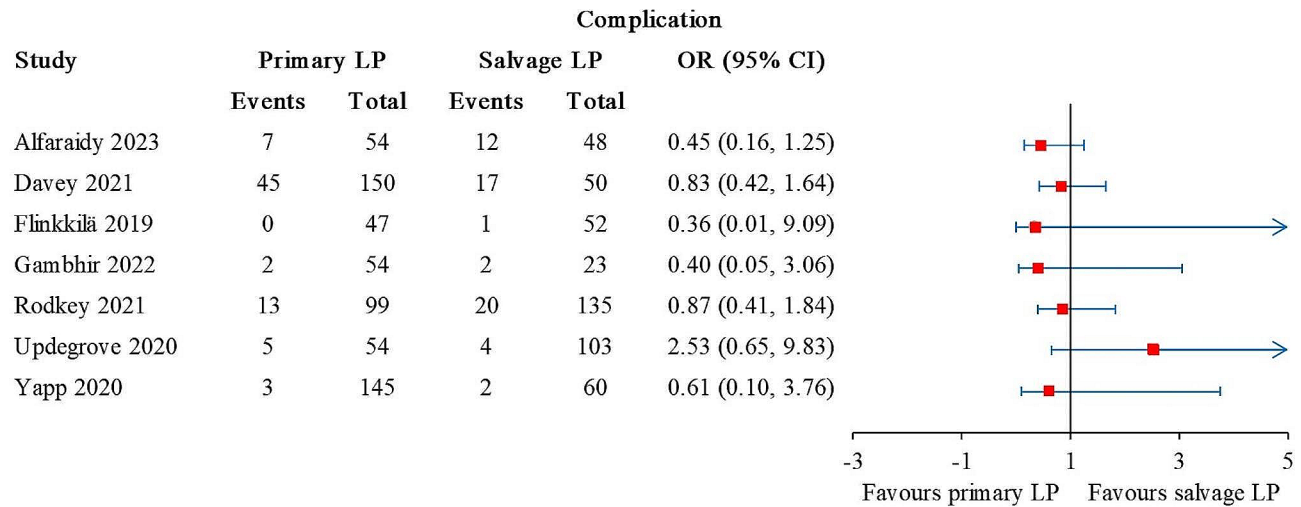 Complication
Study Primary LP Salvage LP OR (95% CI)
Events Total Events Total
Alfaraidy 2023 7 54 12 48 0.45 (0.16, 1.25)
Davey 2021 45 150 17 50 0.83 (0.42, 1.64)
Flinkkilä 2019 0 47 1 52 0.36 (0.01, 9.09)
Gambhir 2022 2 54 2 23 0.40 (0.05, 3.06)
Rodkey 2021 13 99 20 135 0.87 (0.41, 1.84)
Updegrove 2020 5 54 4 103 2.53 (0.65, 9.83)
Yapp 2020 3 145 2 60 0.61 (0.10, 3.76)
-3 -1 1 3 5
Favours primary LP Favours salvage LP